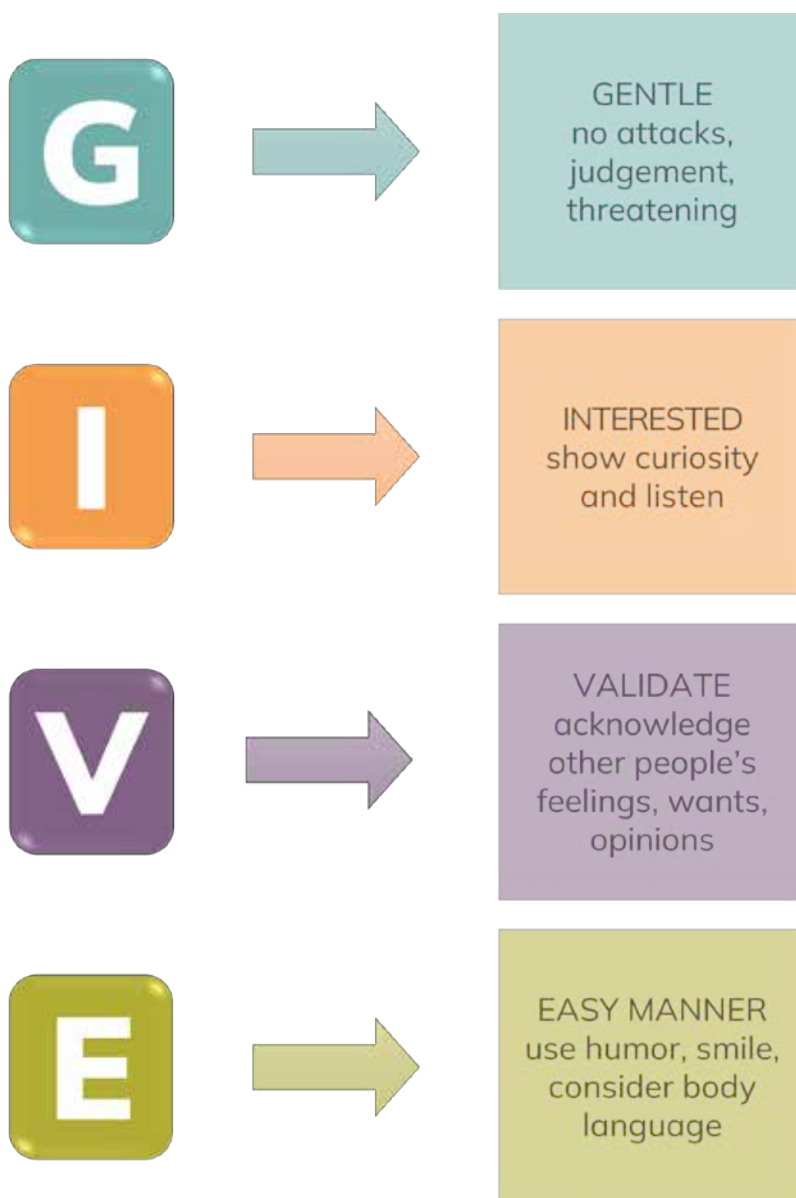 G
GENTLE
no attacks,
judgement,
threatening
I
INTERESTED
show curiosity
and listen
V
VALIDATE
acknowledge
other people's
feelings, wants,
opinions
E
EASY MANNER
use humor, smile,
consider body
language